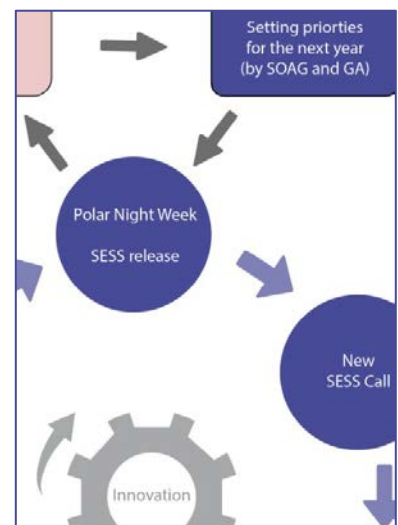 Setting priorties
for the next year
(by SOAG and GA)
Polar Night Week
SESS release
New
SESS Call
Innovation